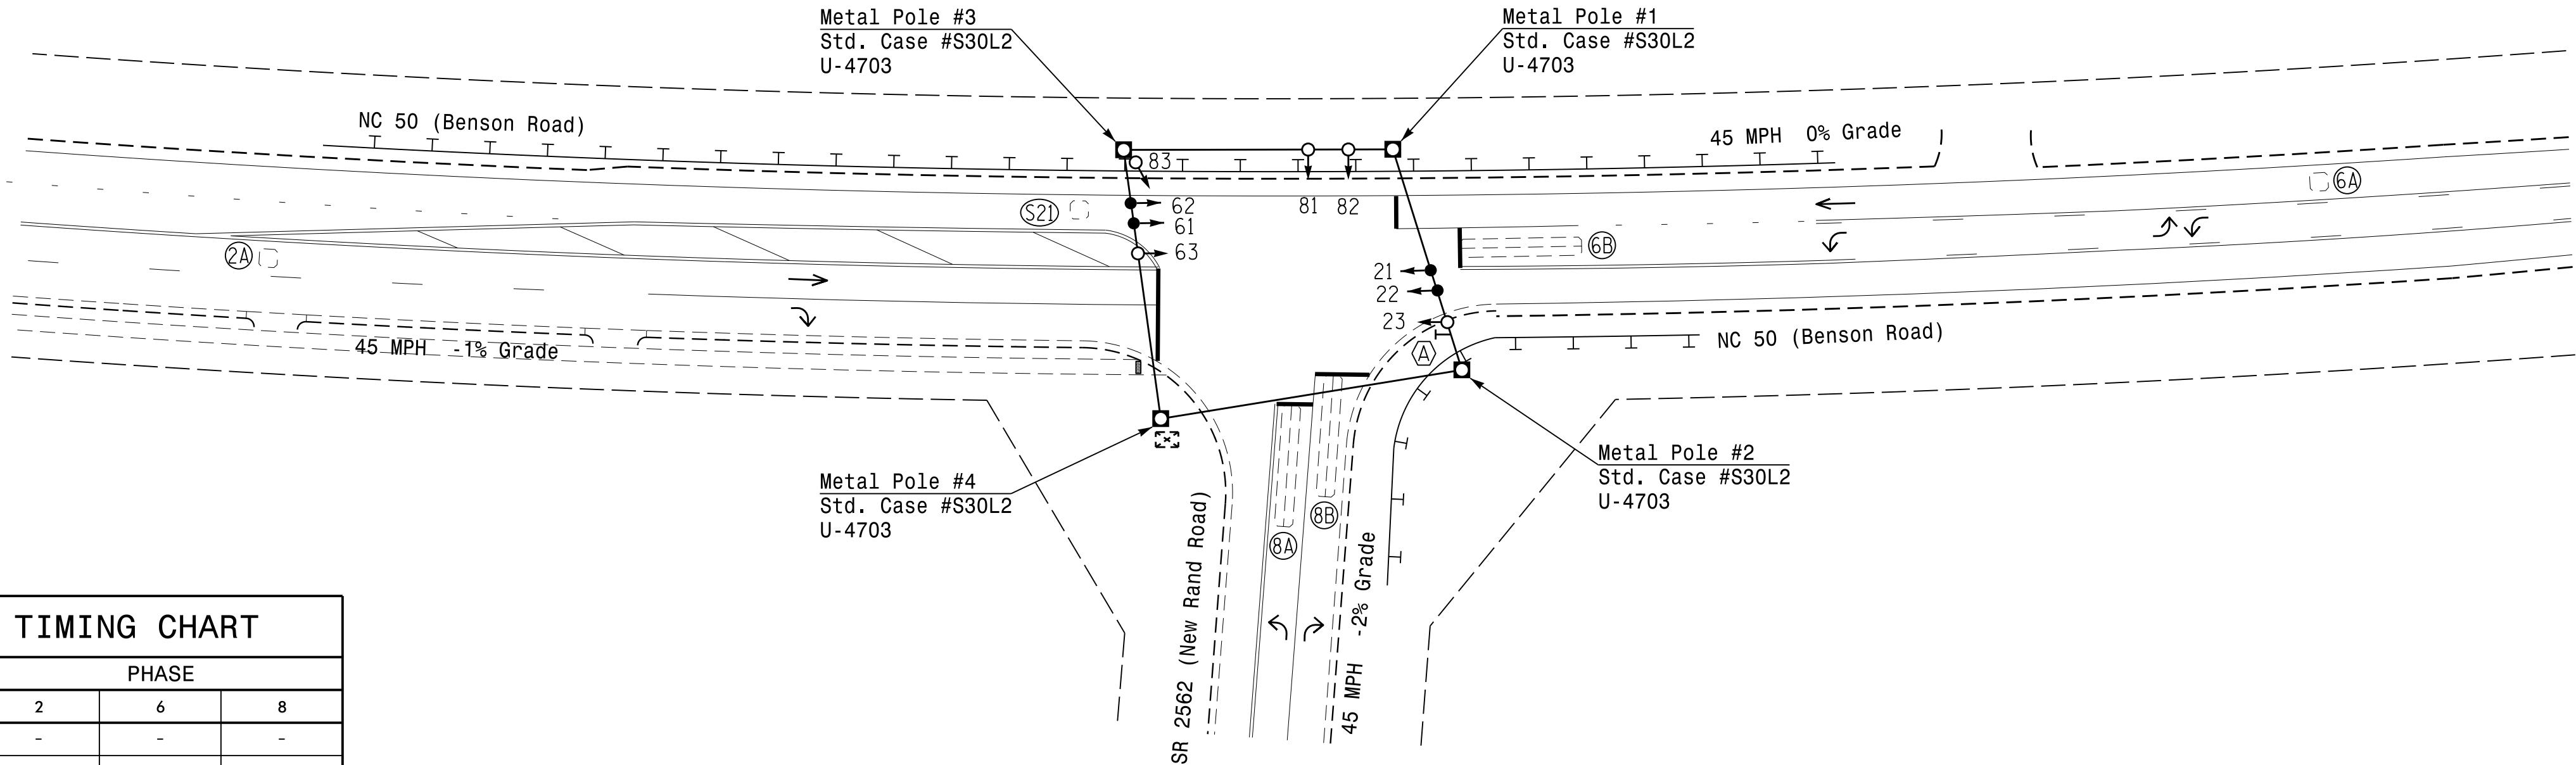 Metal Pole #3
Std. Case #S30L2
U-4703
Metal Pole #1
Std. Case #S30L2
U-4703
NC 50 (Benson Road)
45 MPH 0% Grade
83
62
61
63
S21
81 82
6A
6B
2A
21
22
23
A
45 MPH -1% Grade
NC 50 (Benson Road)
Metal Pole #4
Std. Case #S30L2
U-4703
Metal Pole #2
Std. Case #S30L2
U-4703
8A
8B
SR 2562 (New Rand Road)
45 MPH -2% Grade
TIMING CHART
PHASE
2 6 8
- - -